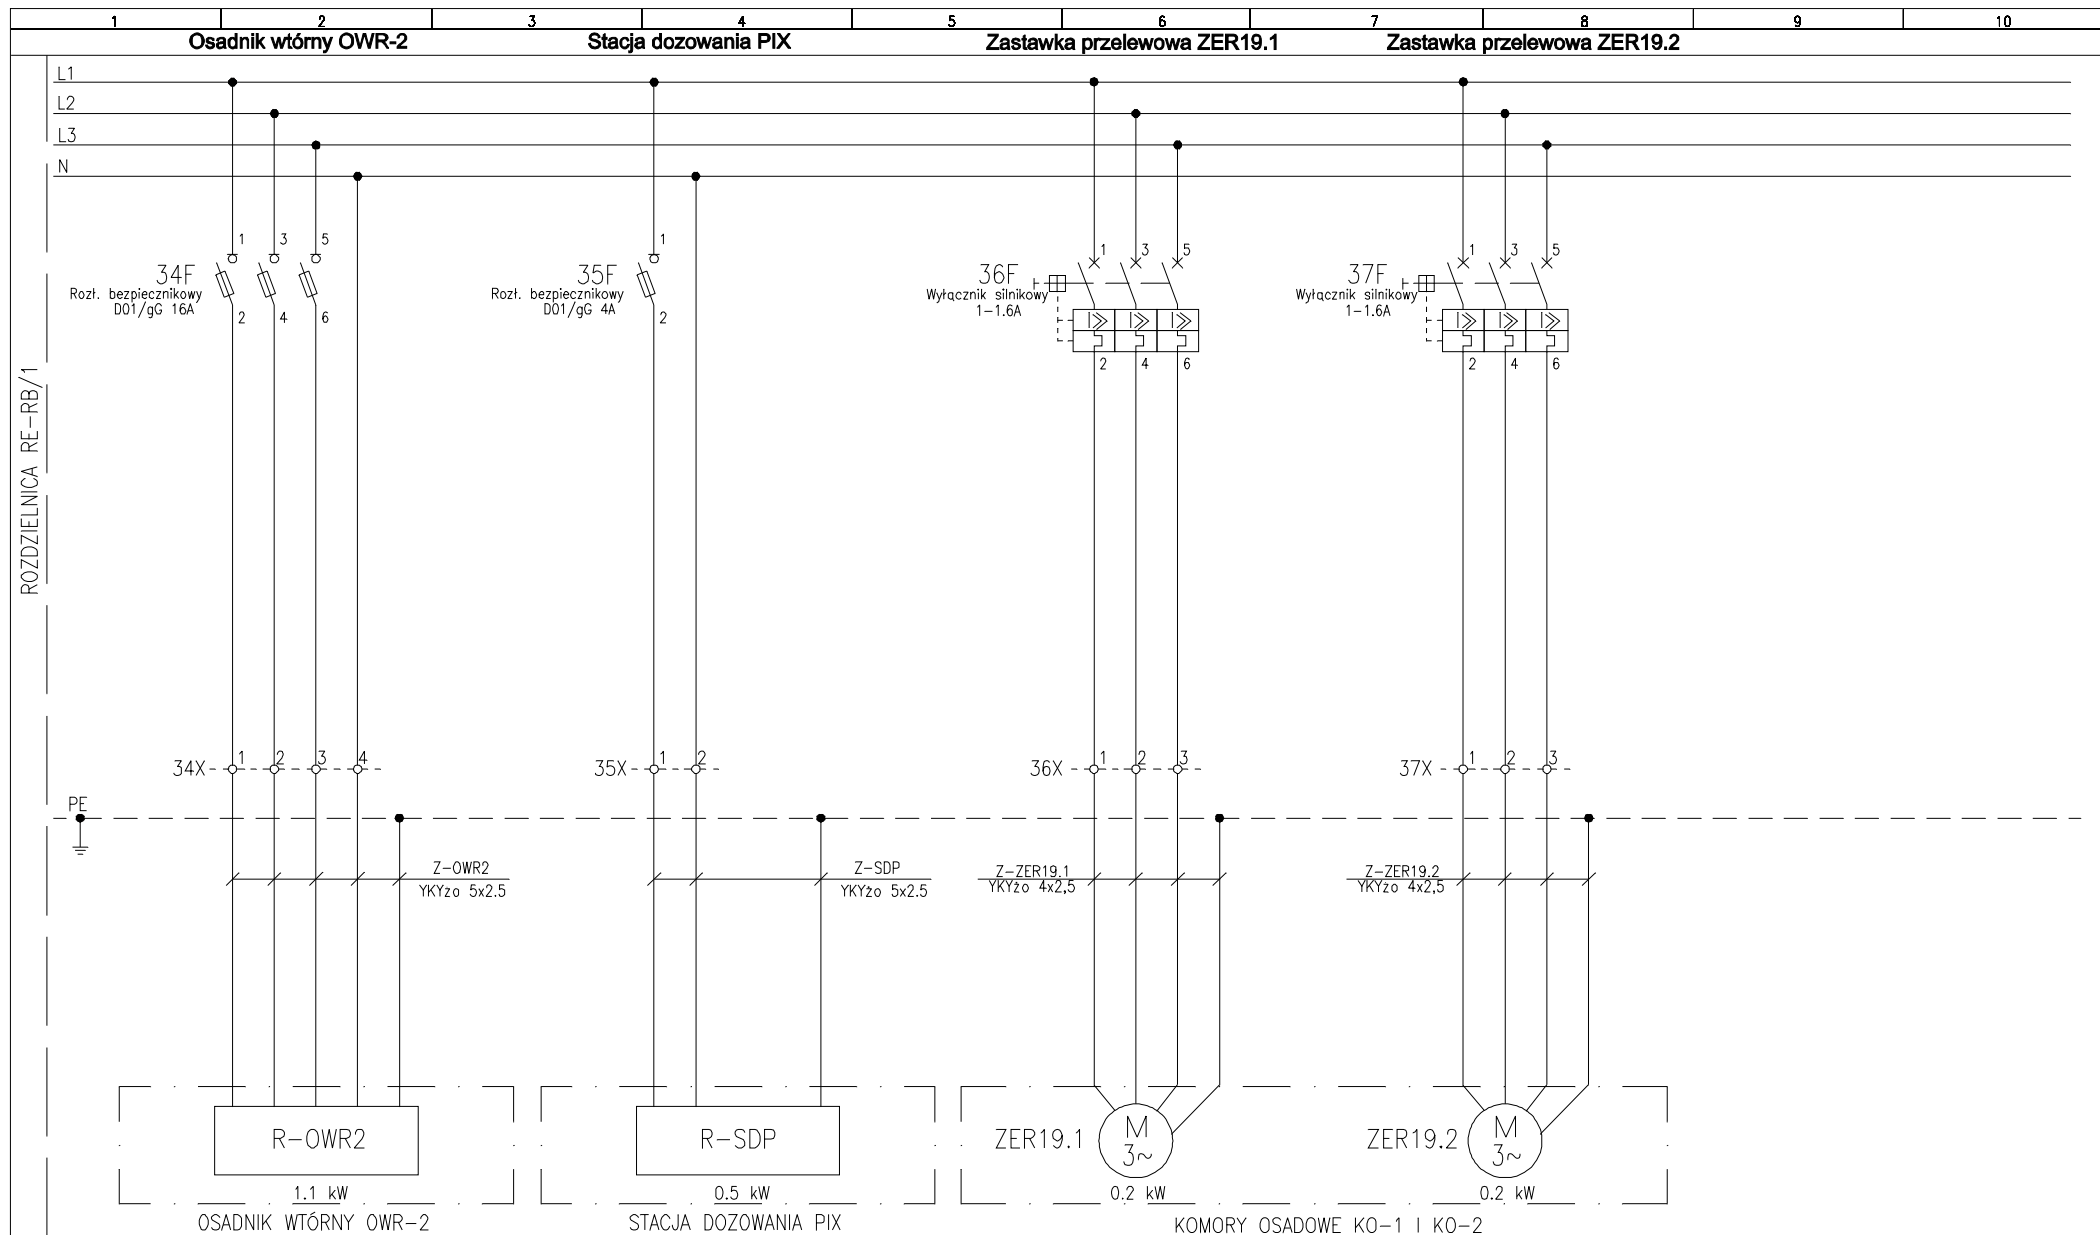 1 2 3 4 5 6 7 8 9 10
Osadnik wtórny OWR-2 Stacja dozowania PIX Zastawka przelewowa ZER19.1 Zastawka przelewowa ZER19.2
L1
L2
L3
N
1 3 5
34F
Rozł. bezpiecznikowy
D01/gG 16A
2 4 6
1
35F
Rozł. bezpiecznikowy
D01/gG 4A
2
1 3 5
36F
Wyłącznik silnikowy
1-1.6A
I>> I>> I>>
2 4 6
1 3 5
37F
Wyłącznik silnikowy
1-1.6A
I>> I>> I>>
2 4 6
ROZDZIELNICA RE-RB/1
34X 1 2 3 4
35X 1 2
36X 1 2 3
37X 1 2 3
PE
Z-OWR2
YKYżo 5x2.5
Z-SDP
YKYżo 5x2.5
Z-ZER19.1
YKYżo 4x2,5
Z-ZER19.2
YKYżo 4x2,5
R-OWR2
1.1 kW
OSADNIK WTÓRNY OWR-2
R-SDP
0.5 kW
STACJA DOZOWANIA PIX
ZER19.1
M
3~
0.2 kW
ZER19.2
M
3~
0.2 kW
KOMORY OSADOWE KO-1 I KO-2